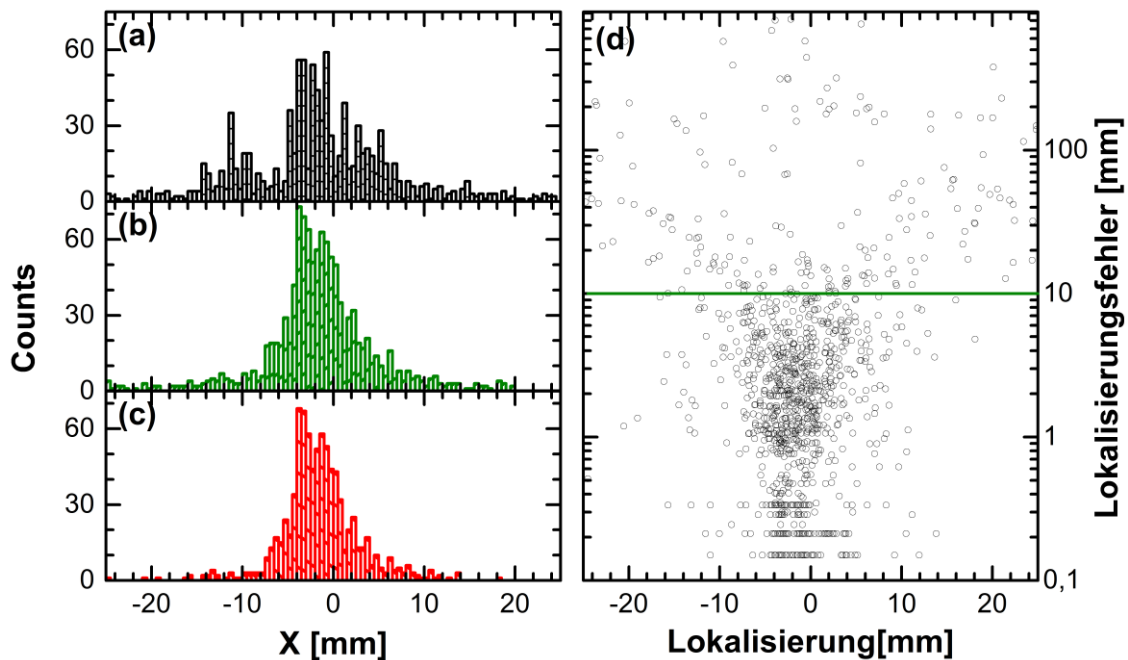 (a)
60
30
0
(b)
60
30
0
(c)
60
30
0
Counts
-20 -10 0 10 20
X [mm]
(d)
100
10
1
0,1
Lokalisierungsfehler [mm]
-20 -10 0 10 20
Lokalisierung[mm]